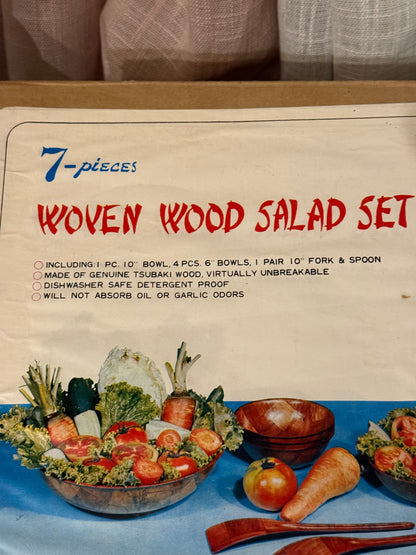 7-pieces
WOVEN WOOD SALAD SET
INCLUDING: 1 PC. 10" BOWL, 4 PCS. 6" BOWLS, 1 PAIR 10" FORK & SPOON
MADE OF GENUINE TSUBAKI WOOD, VIRTUALLY UNBREAKABLE
DISHWASHER SAFE DETERGENT PROOF
WILL NOT ABSORB OIL OR GARLIC ODORS